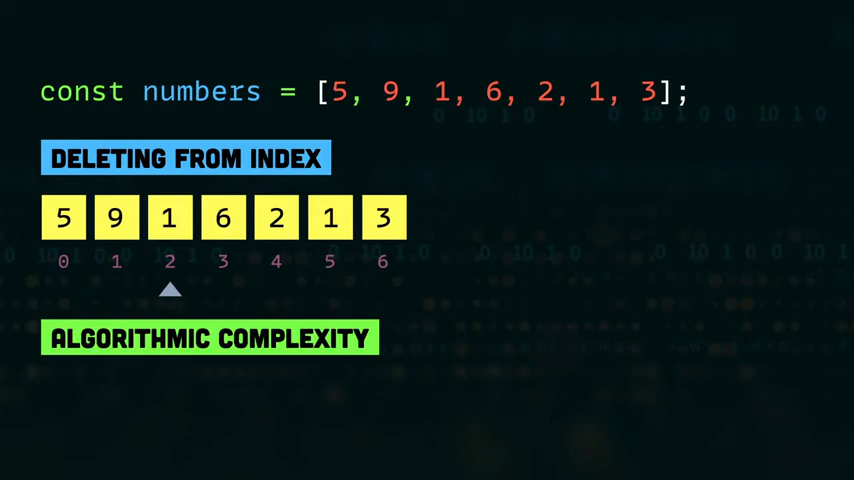 const numbers = [5, 9, 1, 6, 2, 1, 3];
DELETING FROM INDEX
5 9 1 6 2 1 3
0 1 2 3 4 5 6
ALGORITHMIC COMPLEXITY